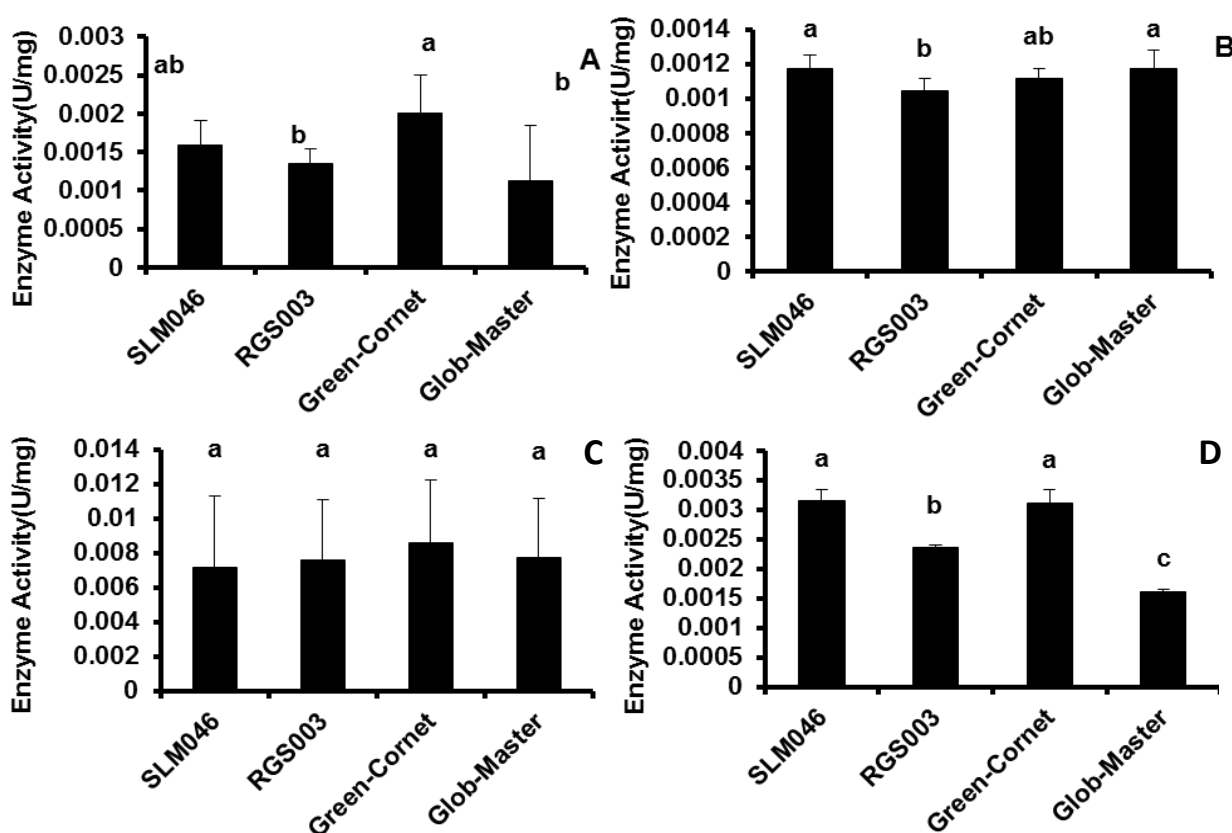 Enzyme Activity(U/mg)
0.003
0.0025
0.002
0.0015
0.001
0.0005
0
ab
b
a
b
A
SLM046
RGS003
Green-Cornet
Glob-Master
Enzyme Activirt(U/mg)
0.0014
0.0012
0.001
0.0008
0.0006
0.0004
0.0002
0
a
b
ab
a
B
SLM046
RGS003
Green-Cornet
Glob-Master
Enzyme Activity(U/mg)
0.014
0.012
0.01
0.008
0.006
0.004
0.002
0
a
a
a
a
C
SLM046
RGS003
Green-Cornet
Glob-Master
Enzyme Activity(U/mg)
0.004
0.0035
0.003
0.0025
0.002
0.0015
0.001
0.0005
0
a
b
a
c
D
SLM046
RGS003
Green-Cornet
Glob-Master